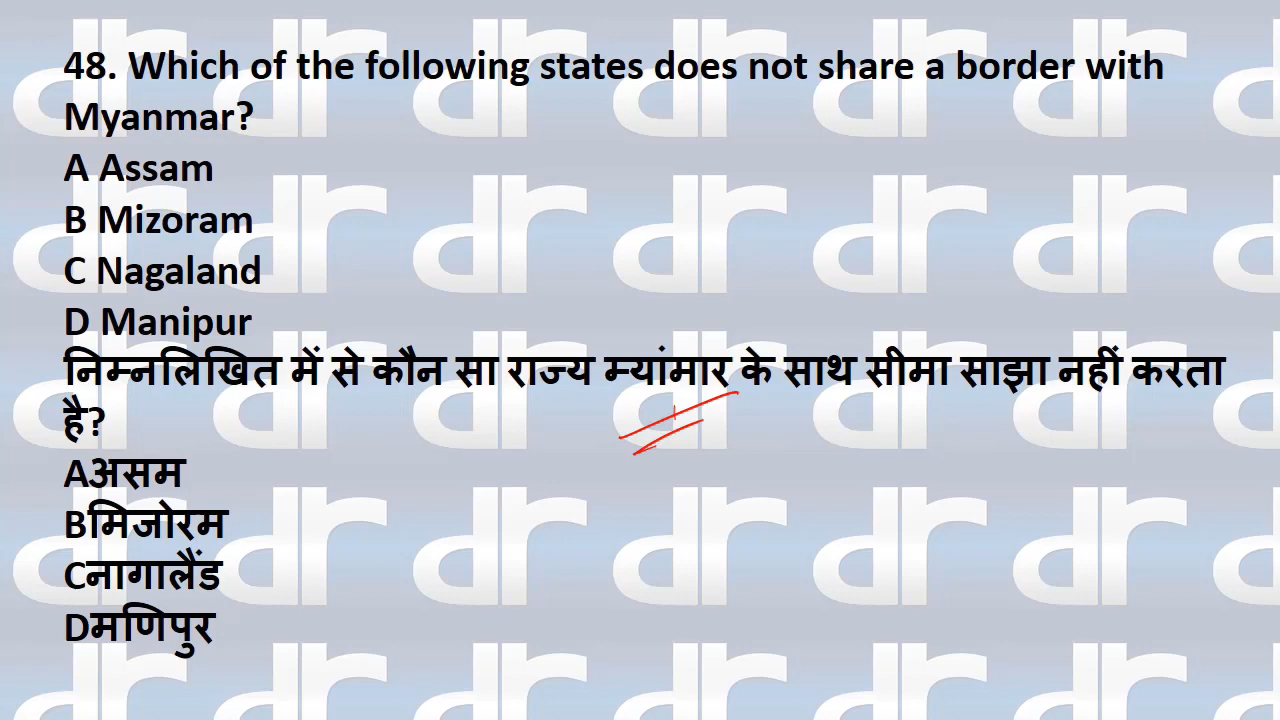 48. Which of the following states does not share a border with
Myanmar?
A Assam
B Mizoram
C Nagaland
D Manipur
निम्नलिखित में से कौन सा राज्य म्यांमार के साथ सीमा साझा नहीं करता
है?
Aअसम
Bमिजोरम
Cनागालैंड
Dमणिपुर